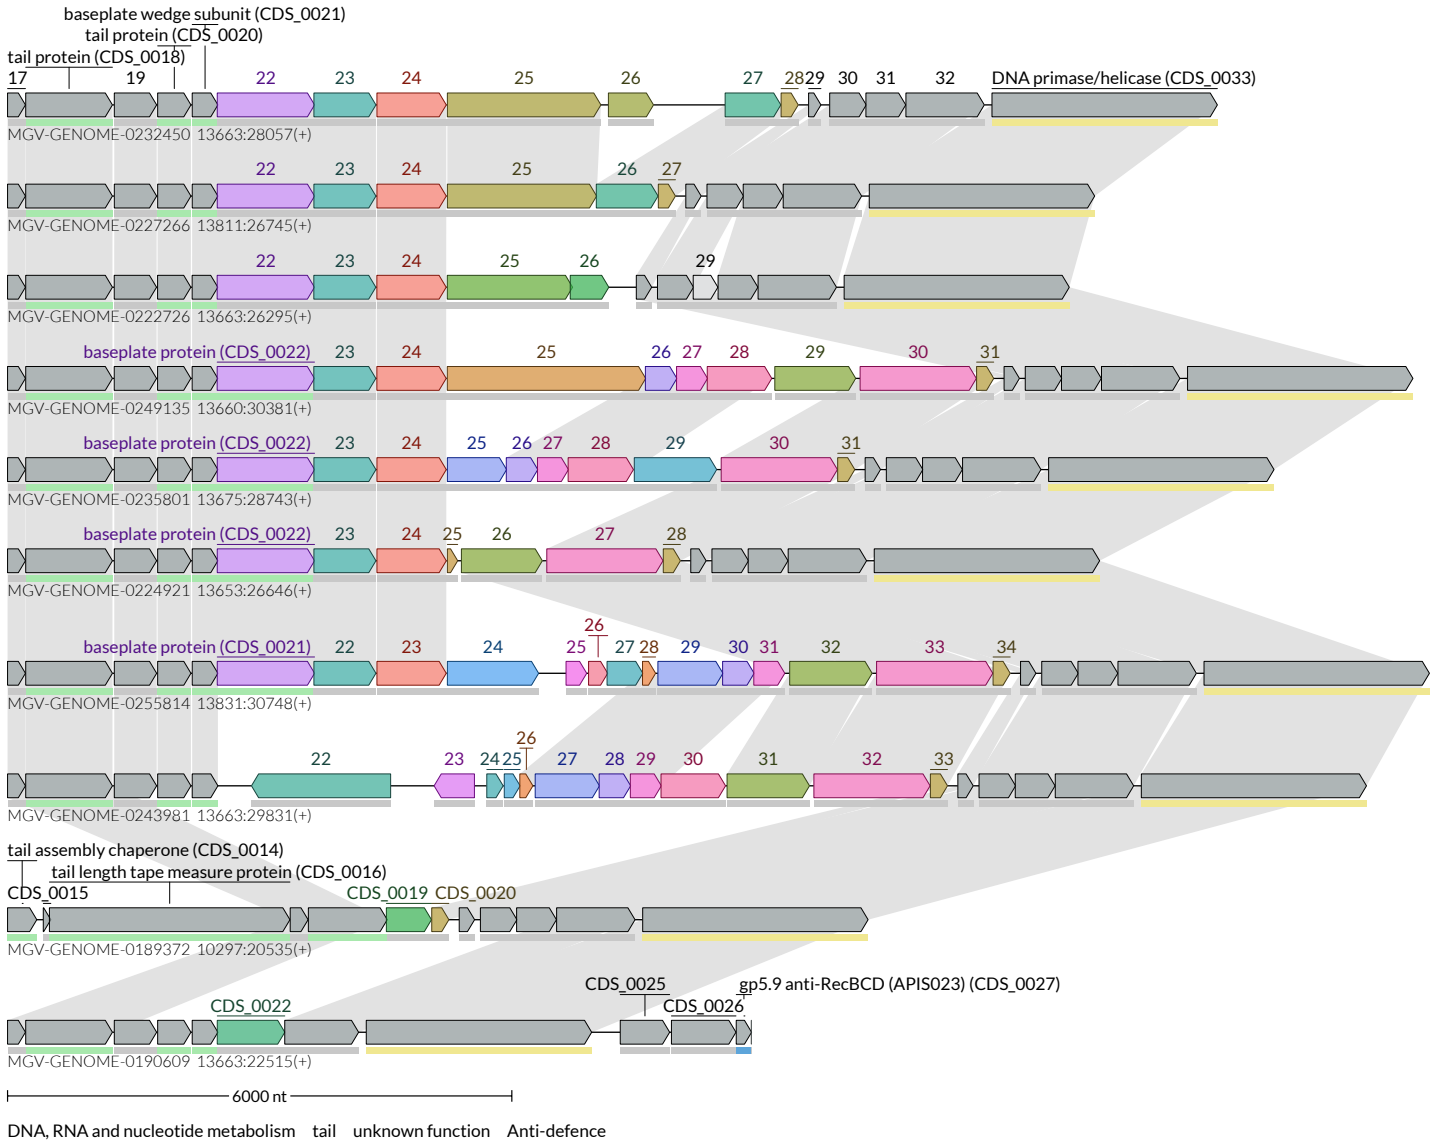 baseplate wedge subunit (CDS_0021)
tail protein (CDS_0020)
tail protein (CDS_0018)
17 19 22 23 24 25 26 27 28 29 30 31 32 DNA primase/helicase (CDS_0033)
MGV-GENOME-0232450 13663:28057(+)
22 23 24 25 26 27
MGV-GENOME-0227266 13811:26745(+)
22 23 24 25 26 29
MGV-GENOME-0222726 13663:26295(+)
baseplate protein (CDS_0022) 23 24 25 26 27 28 29 30 31
MGV-GENOME-0249135 13660:30381(+)
baseplate protein (CDS_0022) 23 24 25 26 27 28 29 30 31
MGV-GENOME-0235801 13675:28743(+)
baseplate protein (CDS_0022) 23 24 25 26 27 28
MGV-GENOME-0224921 13653:26646(+)
26
baseplate protein (CDS_0021) 22 23 24 25 27 28 29 30 31 32 33 34
MGV-GENOME-0255814 13831:30748(+)
26
22 23 24 25 27 28 29 30 31 32 33
MGV-GENOME-0243981 13663:29831(+)
tail assembly chaperone (CDS_0014)
tail length tape measure protein (CDS_0016)
CDS_0015 CDS_0019 CDS_0020
MGV-GENOME-0189372 10297:20535(+)
CDS_0025 gp5.9 anti-RecBCD (APIS023) (CDS_0027)
CDS_0022 CDS_0026
MGV-GENOME-0190609 13663:22515(+)
6000 nt
DNA, RNA and nucleotide metabolism tail unknown function Anti-defence